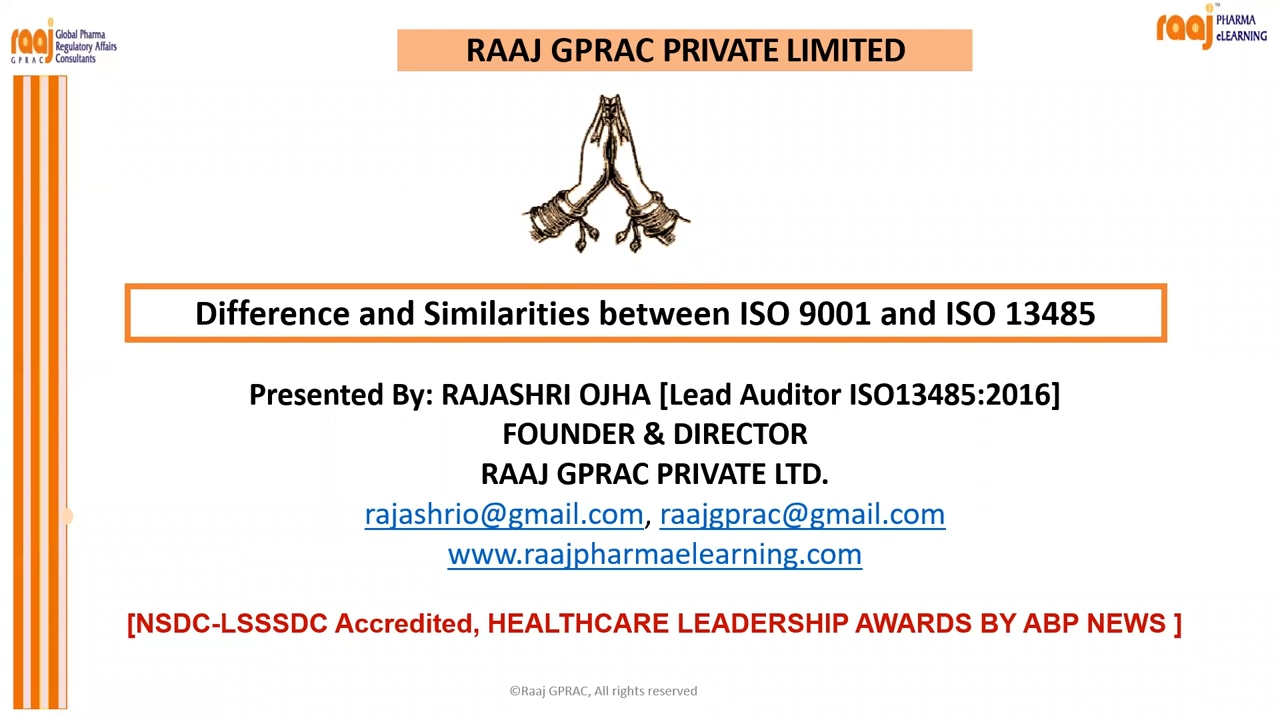 raaj
GPRAC
Global Pharma
Regulatory Affairs
Consultants
RAAJ GPRAC PRIVATE LIMITED
raaj™
PHARMA
eLEARNING
Difference and Similarities between ISO 9001 and ISO 13485
Presented By: RAJASHRI OJHA [Lead Auditor ISO13485:2016]
FOUNDER & DIRECTOR
RAAJ GPRAC PRIVATE LTD.
rajashrio@gmail.com, raajgprac@gmail.com
www.raajpharmaelearning.com
[NSDC-LSSSDC Accredited, HEALTHCARE LEADERSHIP AWARDS BY ABP NEWS ]
©Raaj GPRAC, All rights reserved